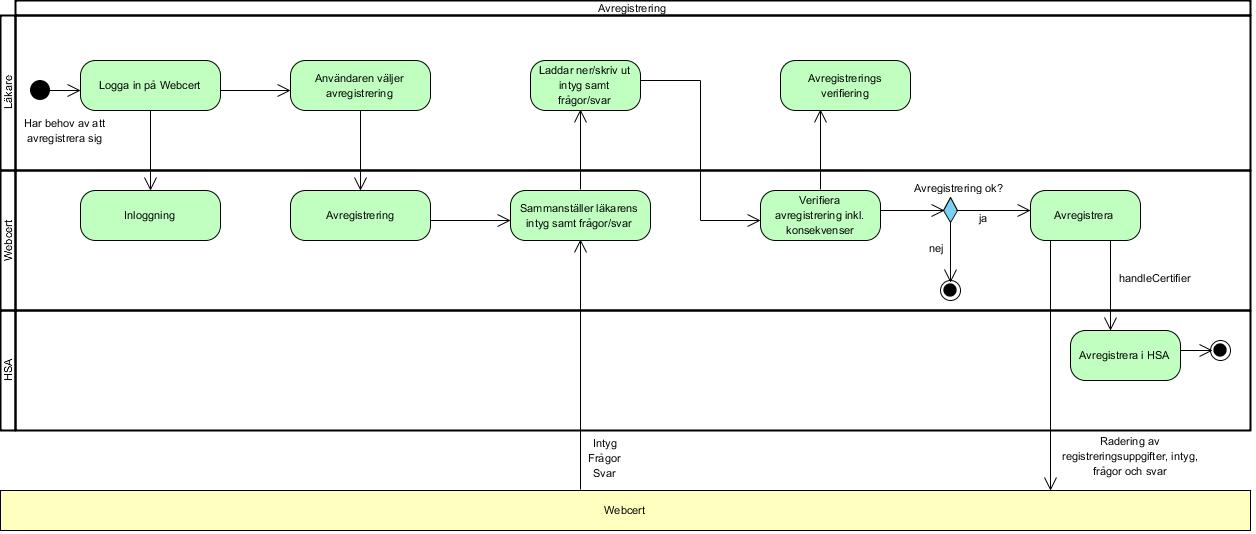 Avregistrering
Läkare
Har behov av att
avregistrera sig
Logga in på Webcert
Användaren väljer
avregistrering
Laddar ner/skriv ut
intyg samt
frågor/svar
Avregistrerings
verifiering
Webcert
Inloggning
Avregistrering
Sammanställer läkarens
intyg samt frågor/svar
Verifiera
avregistrering inkl.
konsekvenser
Avregistrering ok?
ja
nej
Avregistrera
handleCertifier
HSA
Avregistrera i HSA
Intyg
Frågor
Svar
Radering av
registreringsuppgifter, intyg,
frågor och svar
Webcert